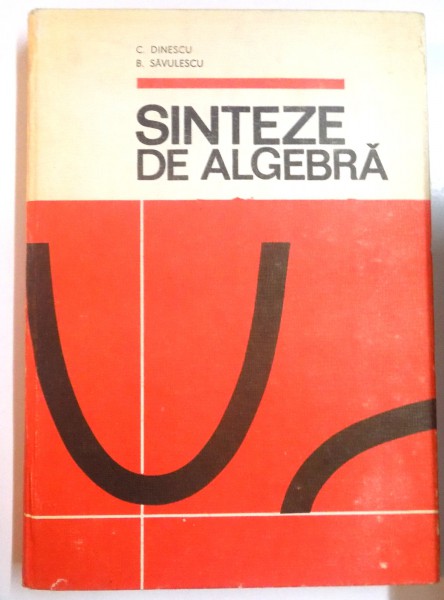 C. DINESCU
B. SĂVULESCU
SINTEZE
DE ALGEBRĂ